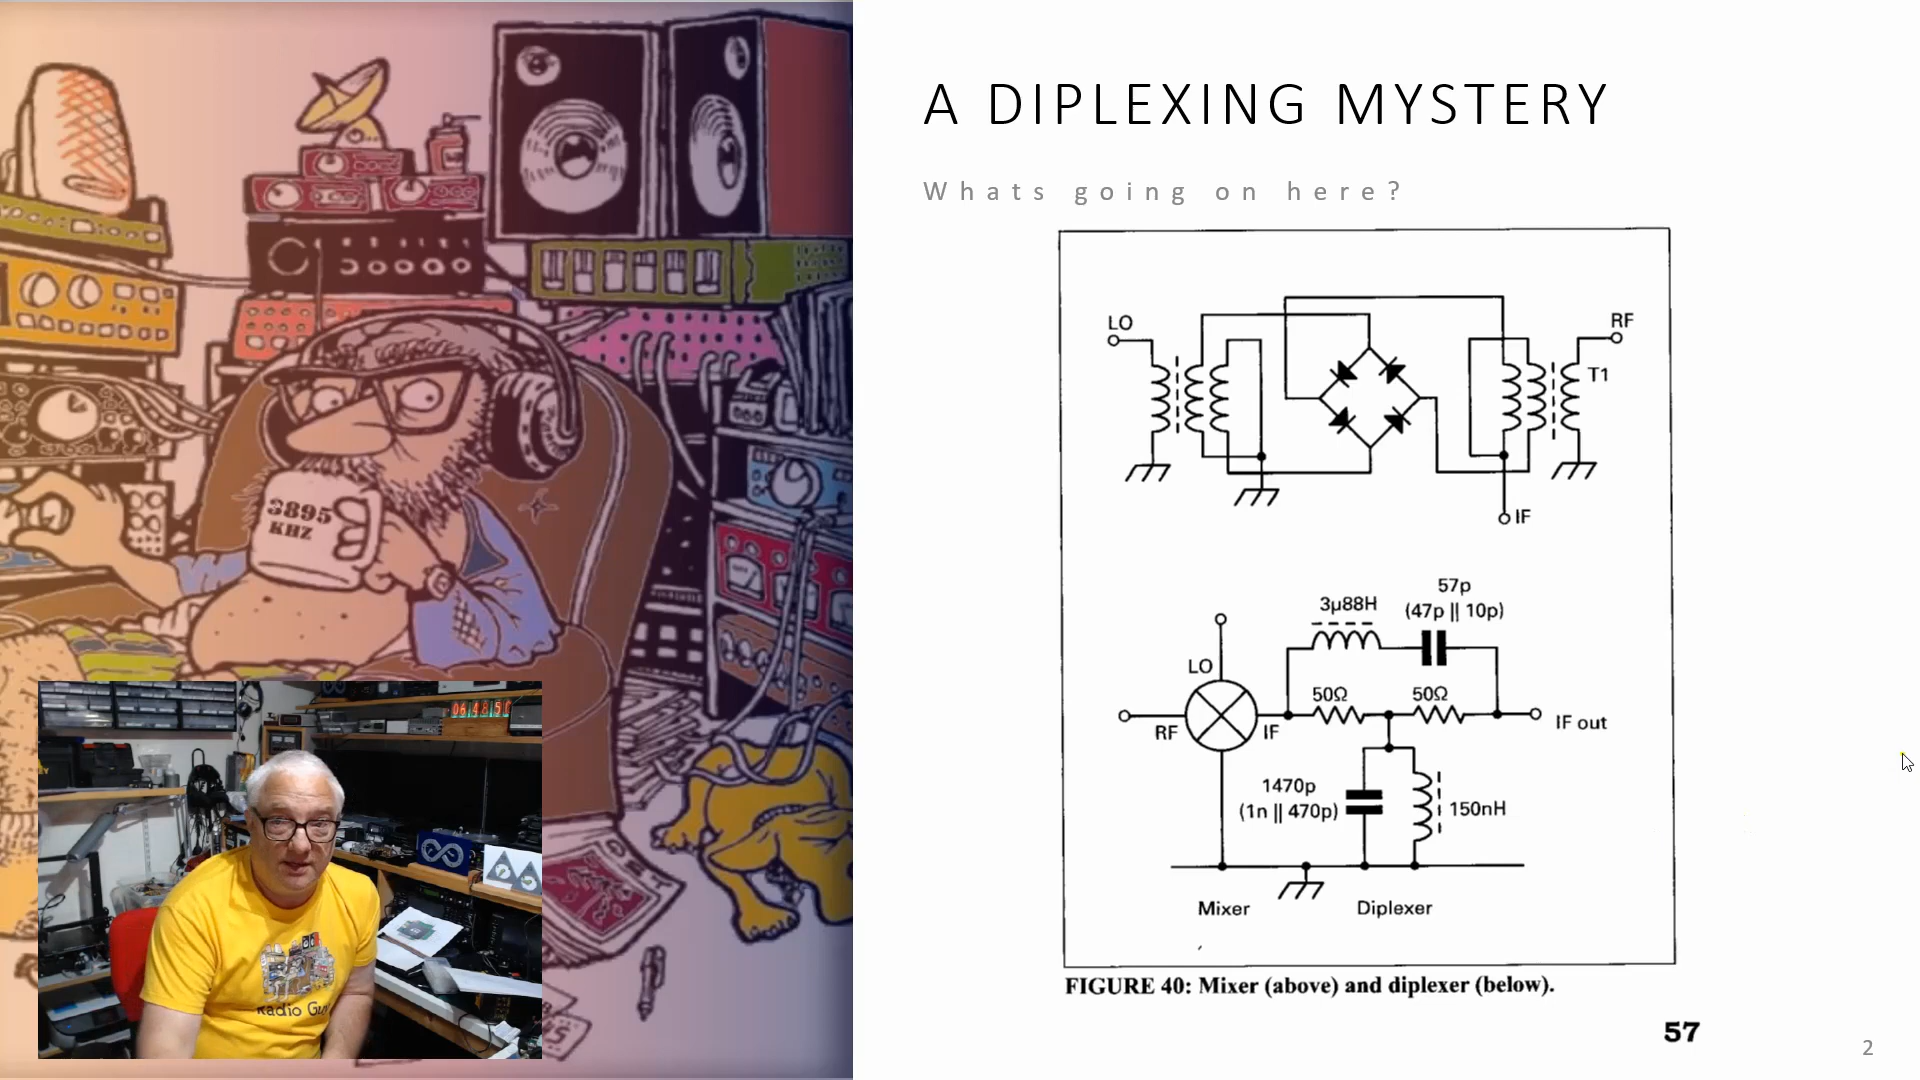 A DIPLEXING MYSTERY
Whats going on here?
3895
KHZ
LO
RF
T1
IF
57p
3µ88H
(47p || 10p)
LO
50Ω
50Ω
RF
IF
IF out
1470p
(1n || 470p)
150nH
Mixer
Diplexer
FIGURE 40: Mixer (above) and diplexer (below).
57
2
Radio Gu